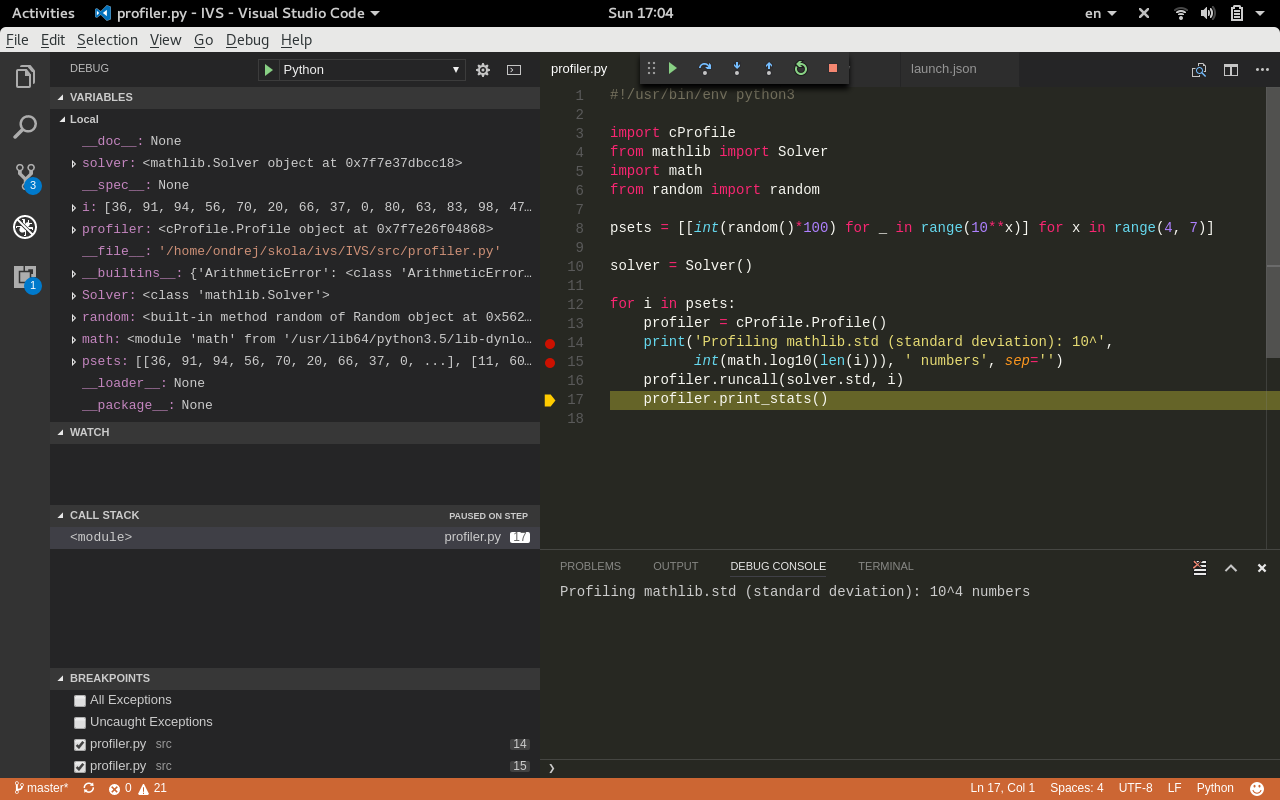 Activities profiler.py - IVS - Visual Studio Code Sun 17:04 en
File Edit Selection View Go Debug Help
DEBUG Python
VARIABLES
Local
__doc__: None
solver: <mathlib.Solver object at 0x7f7e37dbcc18>
__spec__: None
i: [36, 91, 94, 56, 70, 20, 66, 37, 0, 80, 63, 83, 98, 47…
profiler: <cProfile.Profile object at 0x7f7e26f04868>
__file__: '/home/ondrej/skola/ivs/IVS/src/profiler.py'
__builtins__: {'ArithmeticError': <class 'ArithmeticError…
Solver: <class 'mathlib.Solver'>
random: <built-in method random of Random object at 0x562…
math: <module 'math' from '/usr/lib64/python3.5/lib-dynlo…
psets: [[36, 91, 94, 56, 70, 20, 66, 37, 0, ...], [11, 60…
__loader__: None
__package__: None
WATCH
CALL STACK PAUSED ON STEP
<module> profiler.py 17
BREAKPOINTS
All Exceptions
Uncaught Exceptions
profiler.py src 14
profiler.py src 15
3
1
profiler.py launch.json
1 #!/usr/bin/env python3
2
3 import cProfile
4 from mathlib import Solver
5 import math
6 from random import random
7
8 psets = [[int(random()*100) for _ in range(10**x)] for x in range(4, 7)]
9
10 solver = Solver()
11
12 for i in psets:
13     profiler = cProfile.Profile()
14     print('Profiling mathlib.std (standard deviation): 10^',
15           int(math.log10(len(i))), ' numbers', sep='')
16     profiler.runcall(solver.std, i)
17     profiler.print_stats()
18
PROBLEMS OUTPUT DEBUG CONSOLE TERMINAL
Profiling mathlib.std (standard deviation): 10^4 numbers
❯
master* 0 21 Ln 17, Col 1 Spaces: 4 UTF-8 LF Python